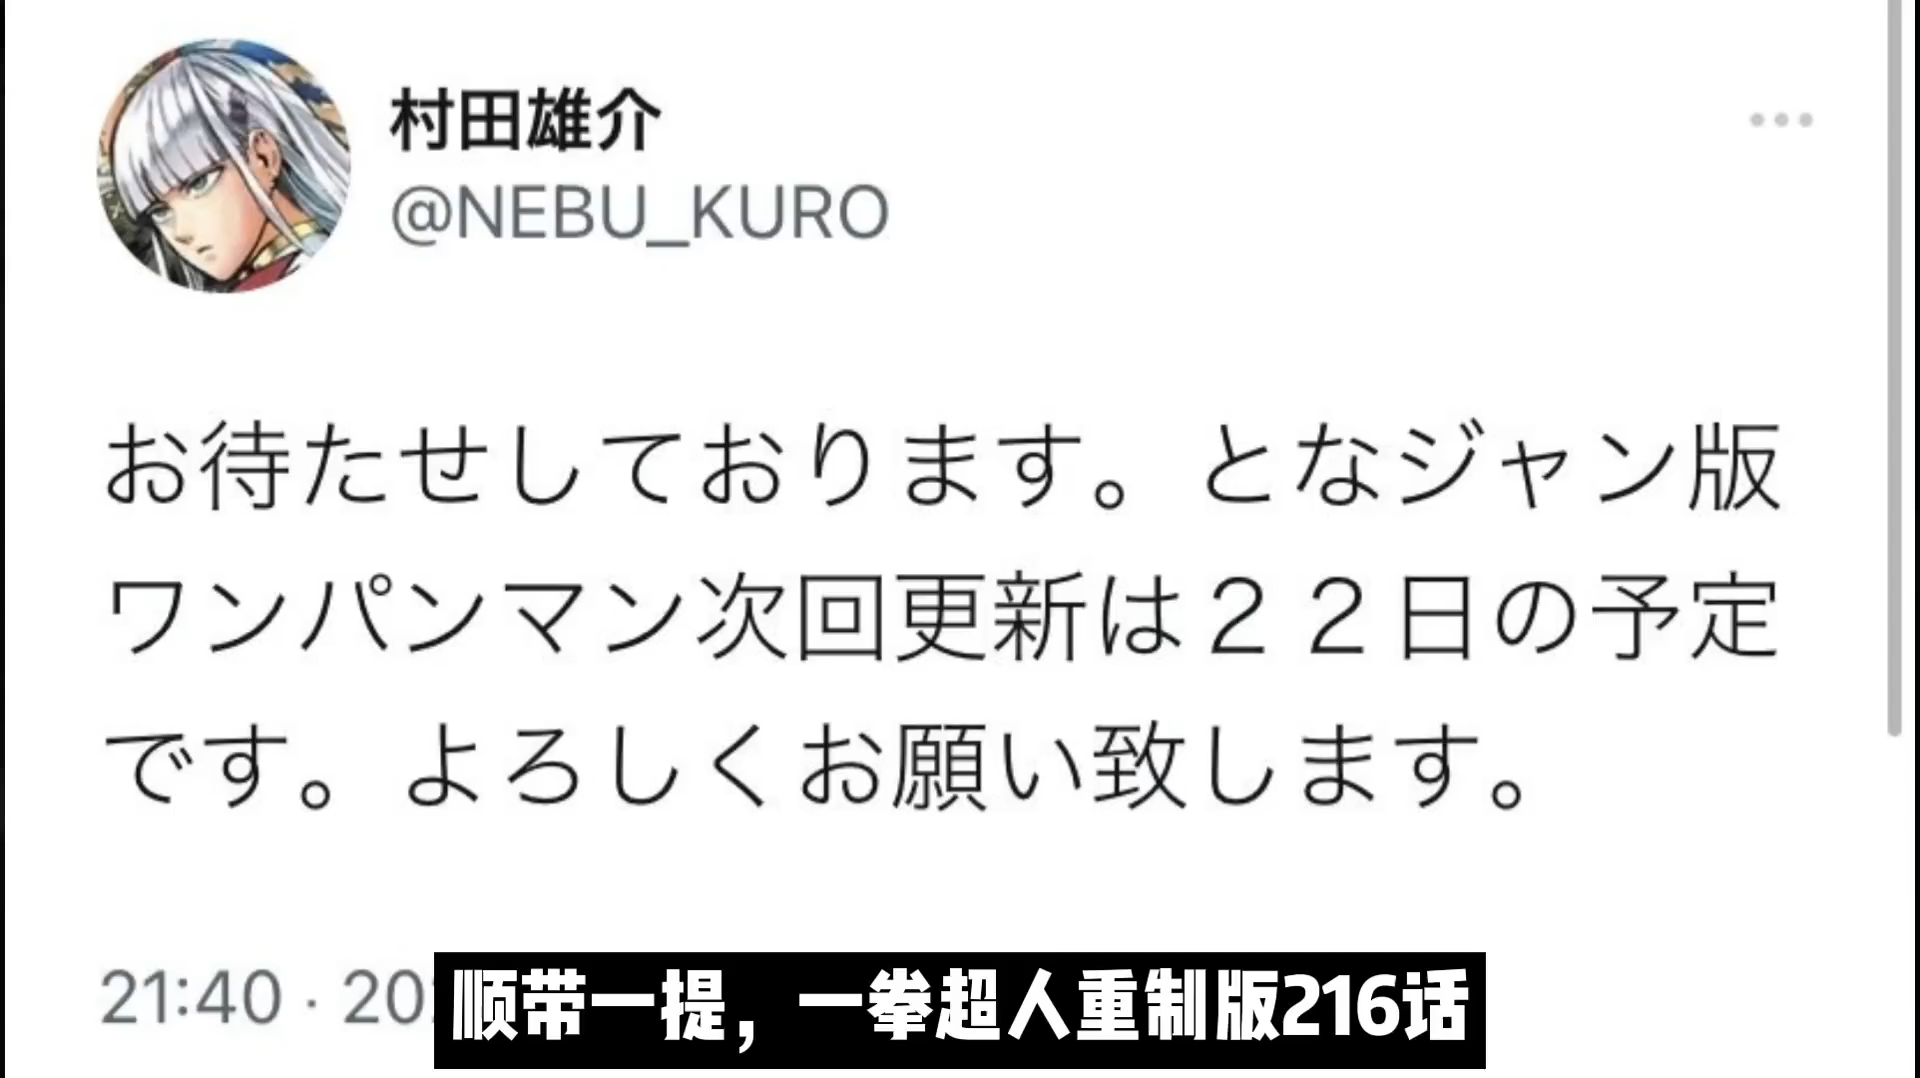 村田雄介
@NEBU_KURO
お待たせしております。となジャン版
ワンパンマン次回更新は２２日の予定
です。よろしくお願い致します。
21:40 · 20
顺带一提，一拳超人重制版216话